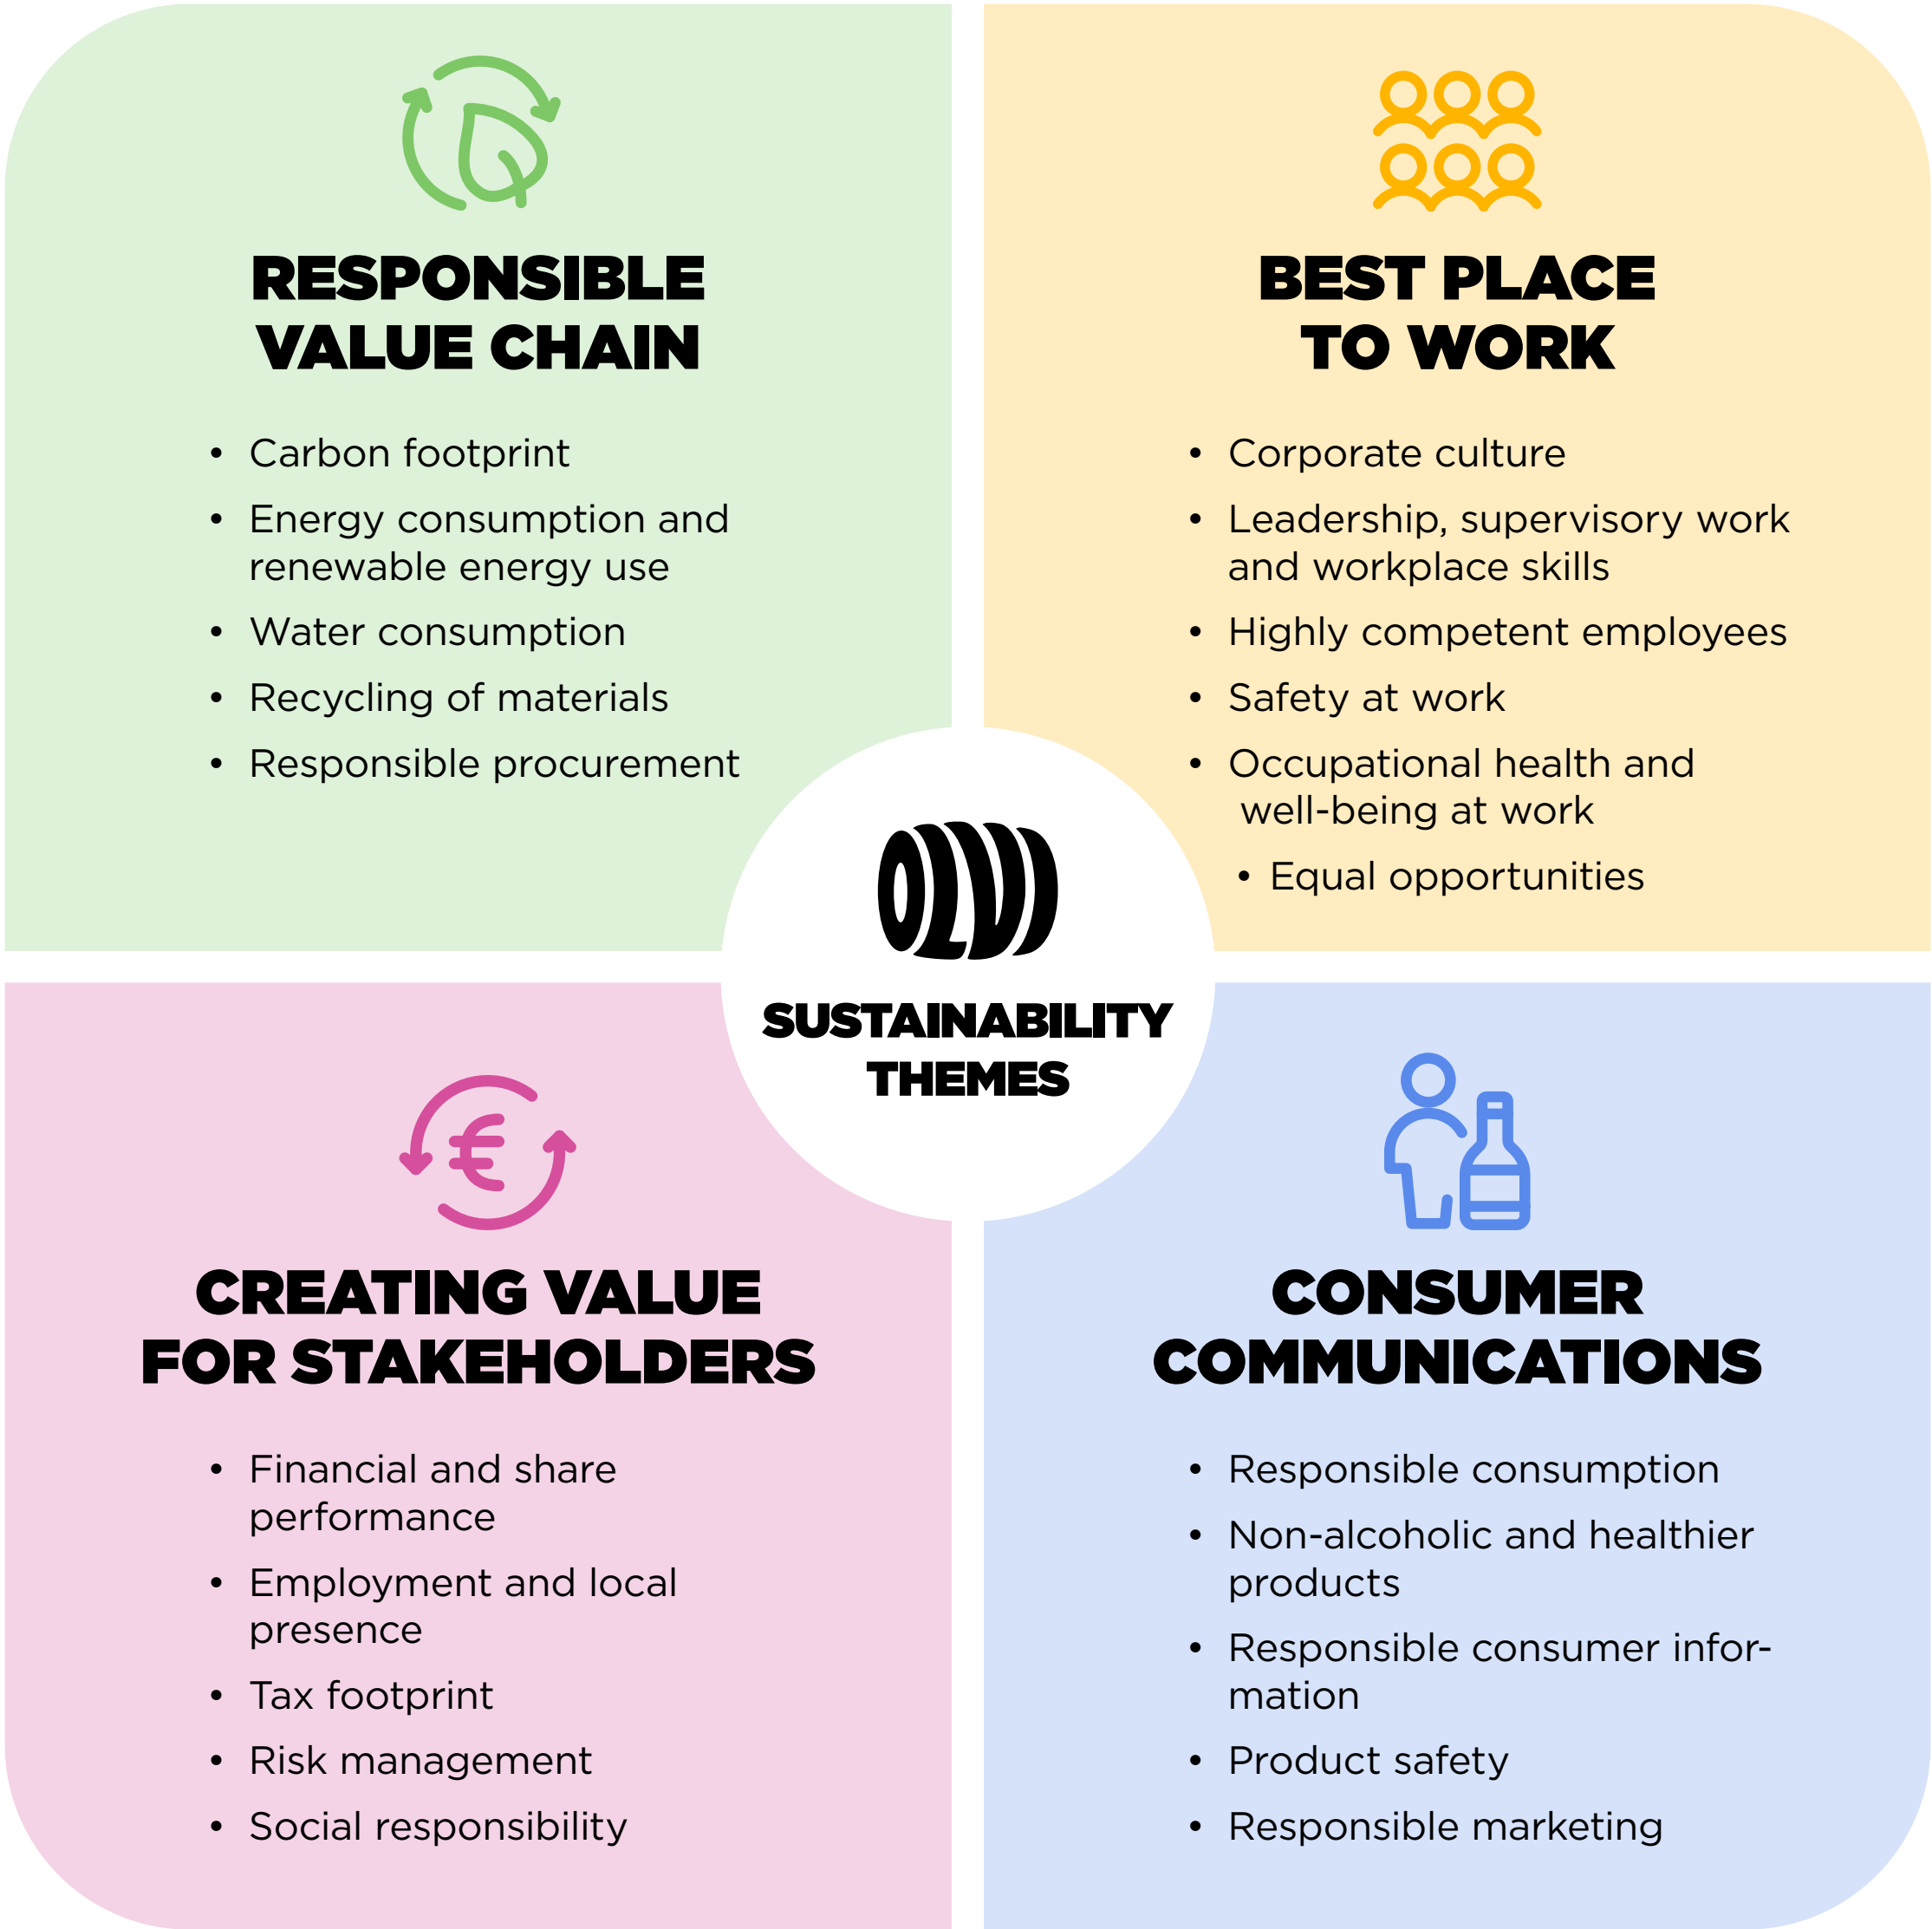 RESPONSIBLE
VALUE CHAIN
• Carbon footprint
• Energy consumption and
renewable energy use
• Water consumption
• Recycling of materials
• Responsible procurement
BEST PLACE
TO WORK
• Corporate culture
• Leadership, supervisory work
and workplace skills
• Highly competent employees
• Safety at work
• Occupational health and
well-being at work
• Equal opportunities
SUSTAINABILITY
THEMES
CREATING VALUE
FOR STAKEHOLDERS
• Financial and share
performance
• Employment and local
presence
• Tax footprint
• Risk management
• Social responsibility
CONSUMER
COMMUNICATIONS
• Responsible consumption
• Non-alcoholic and healthier
products
• Responsible consumer infor-
mation
• Product safety
• Responsible marketing